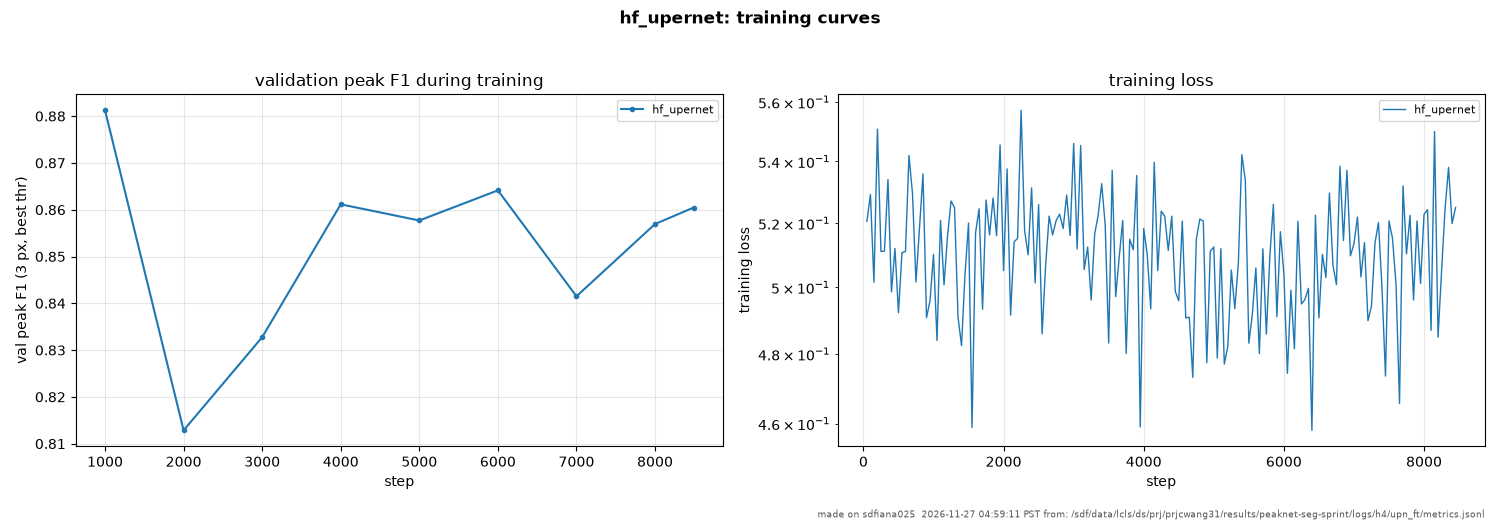 hf_upernet: training curves
validation peak F1 during training
val peak F1 (3 px, best thr)
0.88
0.87
0.86
0.85
0.84
0.83
0.82
0.81
hf_upernet
1000 2000 3000 4000 5000 6000 7000 8000
step
training loss
training loss
5.6 × 10⁻¹
5.4 × 10⁻¹
5.2 × 10⁻¹
5 × 10⁻¹
4.8 × 10⁻¹
4.6 × 10⁻¹
hf_upernet
0 2000 4000 6000 8000
step
made on sdfiana025 2026-11-27 04:59:11 PST from: /sdf/data/lcls/ds/prj/prjcwang31/results/peaknet-seg-sprint/logs/h4/upn_ft/metrics.jsonl